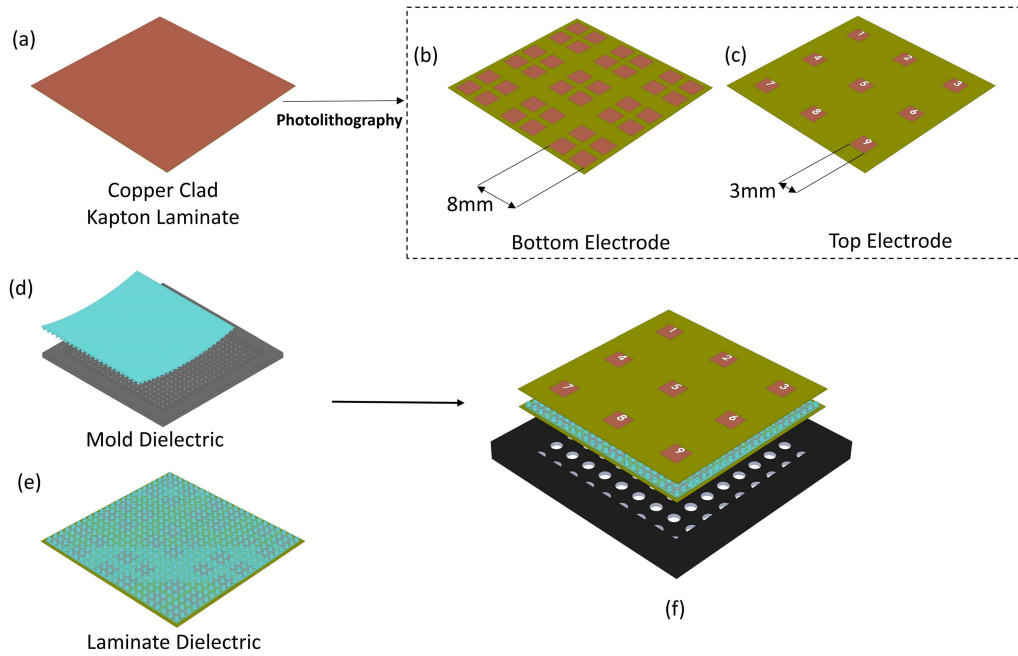 (a)
Copper Clad
Kapton Laminate
Photolithography
(b)
8mm
Bottom Electrode
(c)
1
4 2
7 5 3
8 6
9
3mm
Top Electrode
(d)
Mold Dielectric
(e)
Laminate Dielectric
1
4 2
7 5 3
8 6
9
(f)